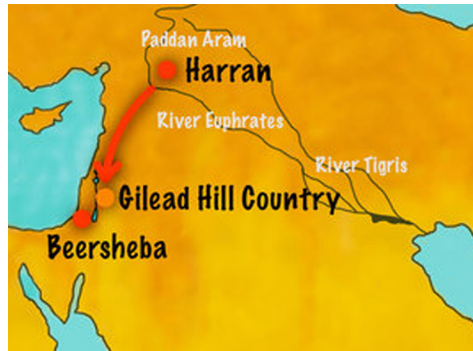 Paddan Aram
Harran
River Euphrates
River Tigris
Gilead Hill Country
Beersheba